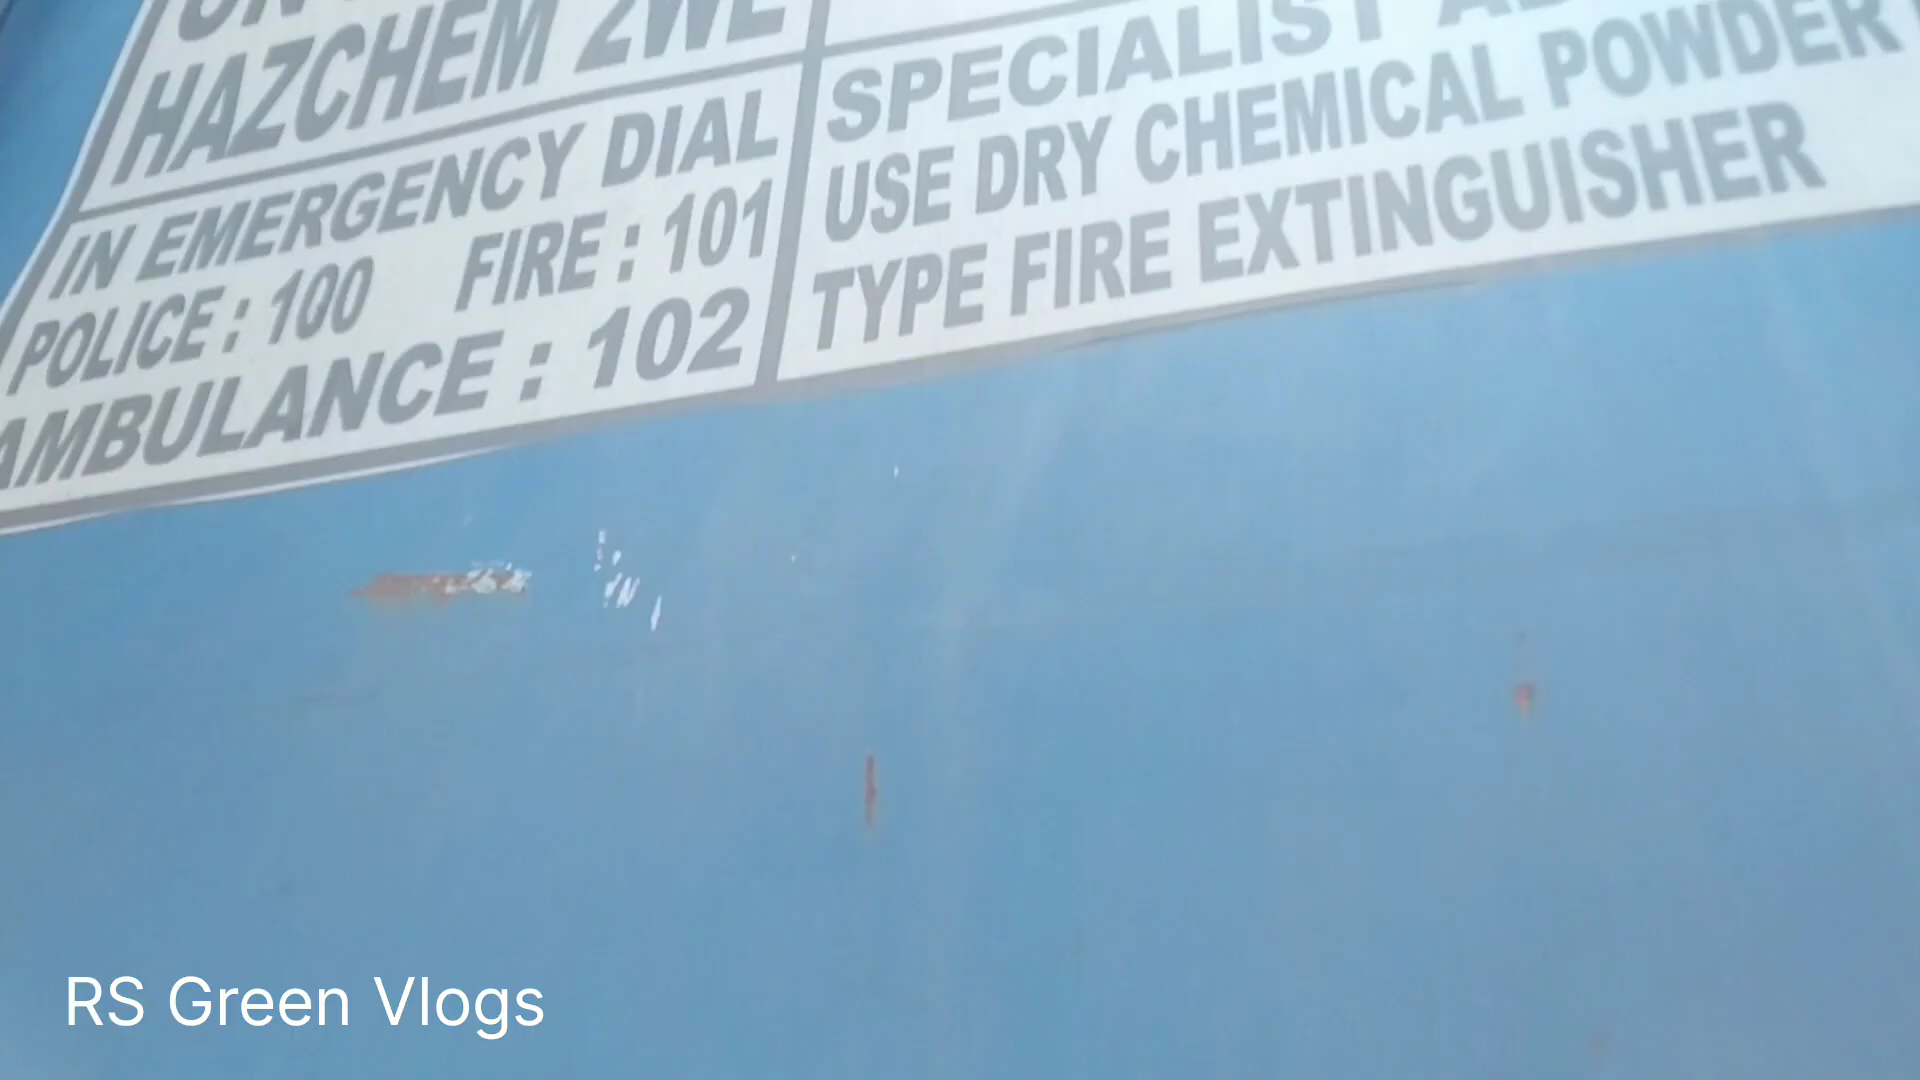 HAZCHEM 2WE
IN EMERGENCY DIAL
POLICE : 100 FIRE : 101
AMBULANCE : 102
SPECIALIST
USE DRY CHEMICAL POWDER
TYPE FIRE EXTINGUISHER
RS Green Vlogs